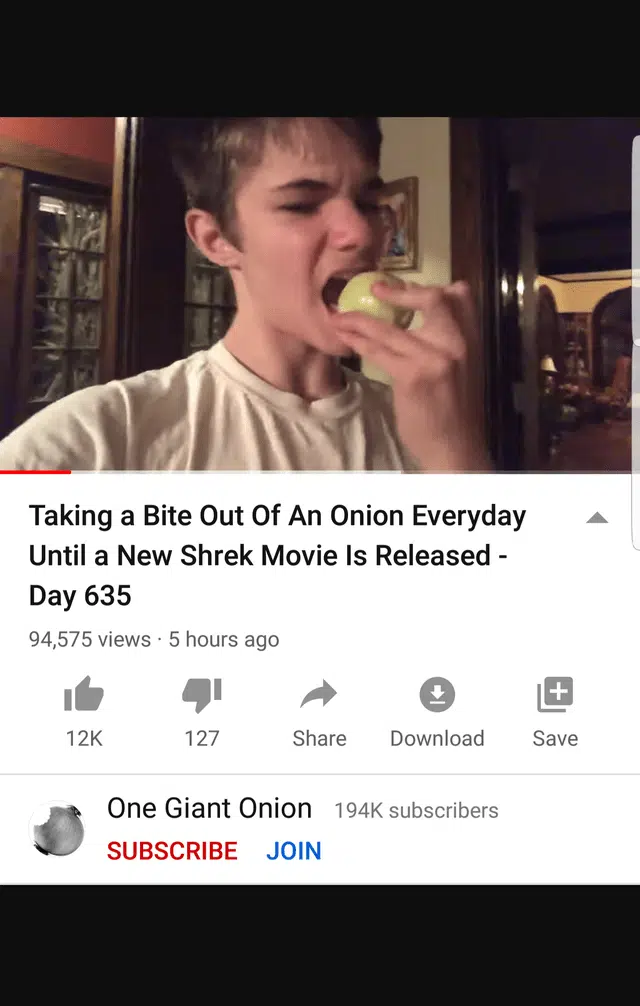 Taking a Bite Out Of An Onion Everyday
Until a New Shrek Movie Is Released -
Day 635
94,575 views · 5 hours ago
12K
127
Share
Download
Save
One Giant Onion 194K subscribers
SUBSCRIBE JOIN